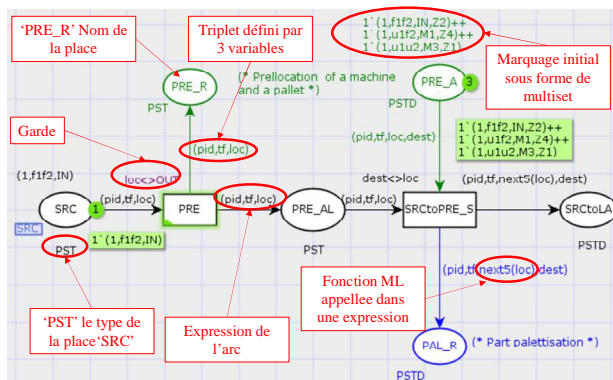 'PRE_R' Nom de
la place
Triplet défini par
3 variables
1`(1,f1f2,IN,Z2)++
1`(1,u1f2,M1,Z4)++
1`(1,u1u2,M3,Z1)
Marquage initial
sous forme de
multiset
PRE_R
PST
(* Prellocation of a machine
and a pallet *)
PRE_A
3
PSTD
1`(1,f1f2,IN,Z2)++
1`(1,u1f2,M1,Z4)++
1`(1,u1u2,M3,Z1)
Garde
(pid,tf,loc)
(pid,tf,loc,dest)
(1,f1f2,IN)
loc<>OUT
dest<>loc
(pid,tf,next5(loc),dest)
SRC
1
(pid,tf,loc)
PRE
(pid,tf,loc)
PRE_AL
(pid,tf,loc)
SRCtoPRE_S
SRCtoLA
SRC
PST
1`(1,f1f2,IN)
PST
PSTD
'PST' le type
de la place 'SRC'
Expression de
l'arc
Fonction ML
appellee dans
une expression
(pid,tf,next5(loc),dest)
PAL_R
(* Part palettisation *)
PSTD